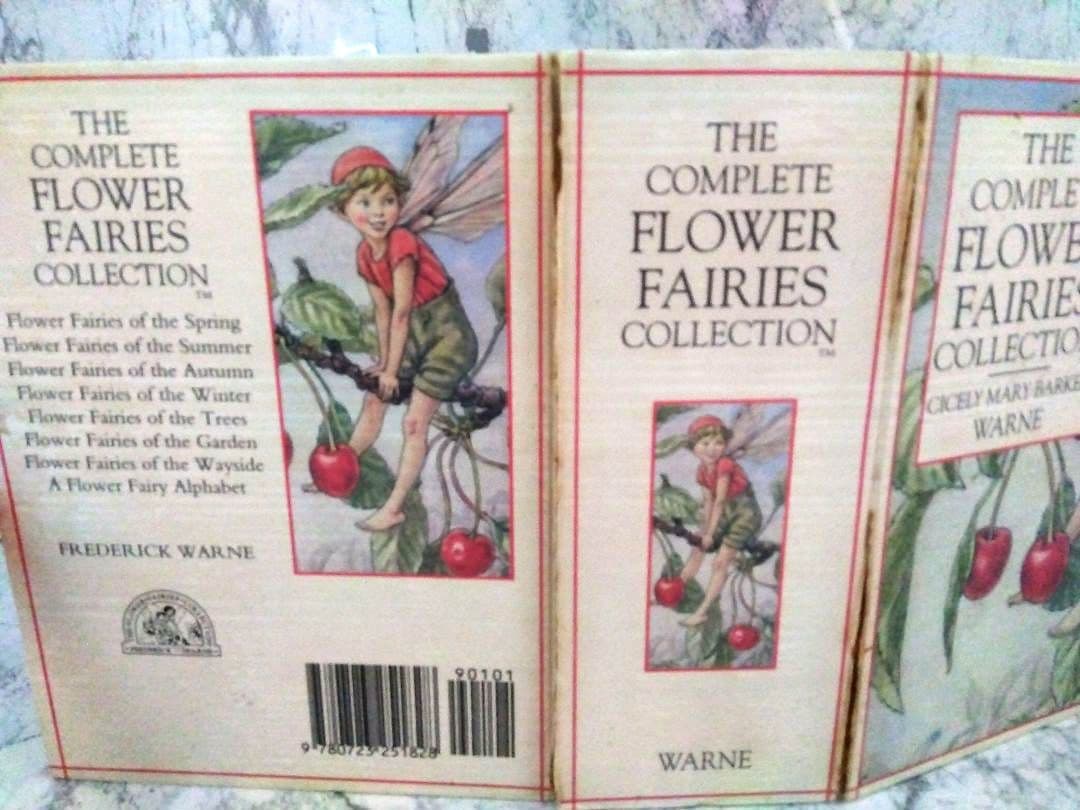 THE
COMPLETE
FLOWER
FAIRIES
COLLECTION
TM
Flower Fairies of the Spring
Flower Fairies of the Summer
Flower Fairies of the Autumn
Flower Fairies of the Winter
Flower Fairies of the Trees
Flower Fairies of the Garden
Flower Fairies of the Wayside
A Flower Fairy Alphabet
FREDERICK WARNE
90101
9 780723 251828
THE
COMPLETE
FLOWER
FAIRIES
COLLECTION
TM
WARNE
THE
COMPLE
FLOWE
FAIRIES
COLLECTIO
CICELY MARY BARKE
WARNE